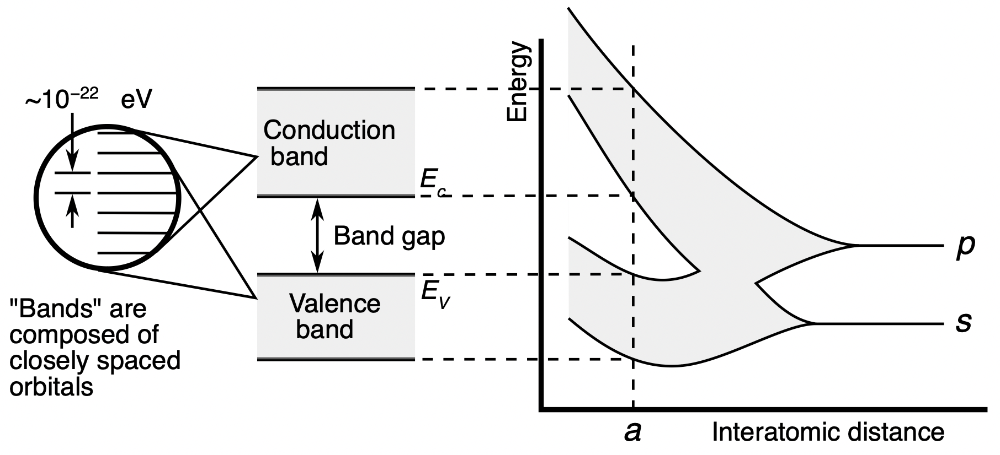 ~10⁻²² eV
Conduction
band
E꜀
Band gap
E_V
Valence
band
"Bands" are
composed of
closely spaced
orbitals
Energy
p
s
a
Interatomic distance